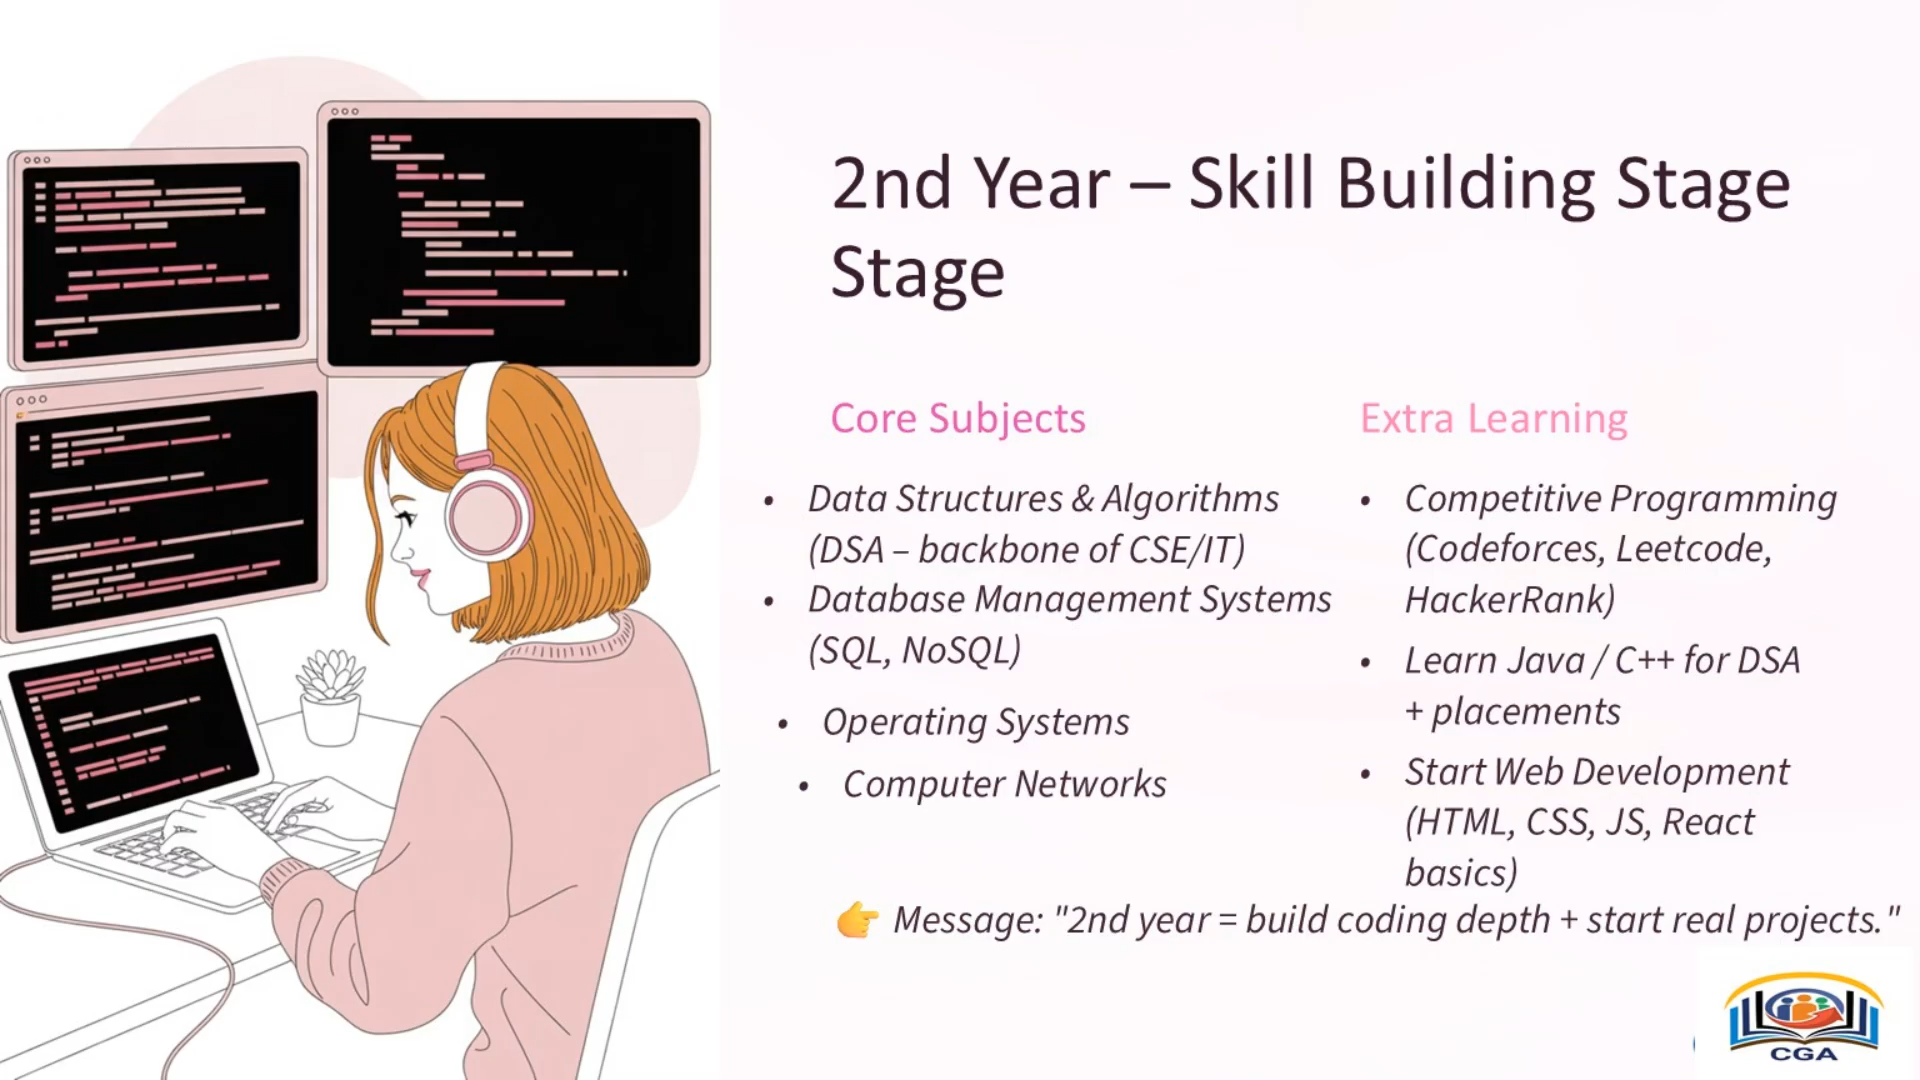 2nd Year – Skill Building Stage
Stage
Core Subjects
• Data Structures & Algorithms
(DSA – backbone of CSE/IT)
• Database Management Systems
(SQL, NoSQL)
• Operating Systems
• Computer Networks
Extra Learning
• Competitive Programming
(Codeforces, Leetcode,
HackerRank)
• Learn Java / C++ for DSA
+ placements
• Start Web Development
(HTML, CSS, JS, React
basics)
👉 Message: "2nd year = build coding depth + start real projects."
CGA